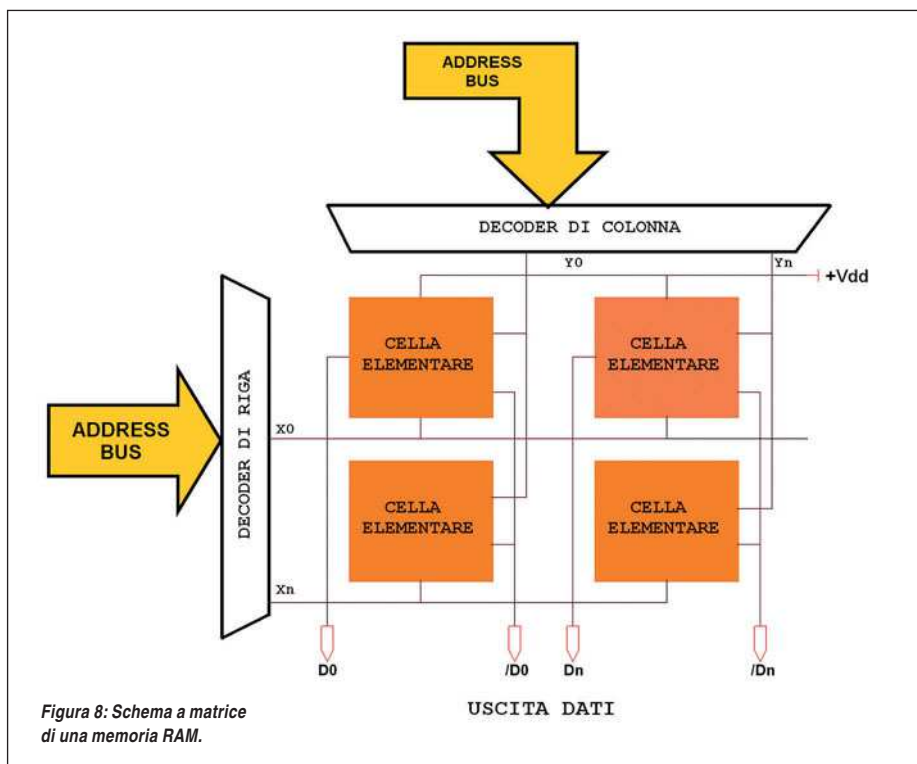 ADDRESS
BUS
DECODER DI COLONNA
Y0
Yn
+Vdd
CELLA
ELEMENTARE
CELLA
ELEMENTARE
ADDRESS
BUS
DECODER DI RIGA
X0
CELLA
ELEMENTARE
CELLA
ELEMENTARE
Xn
D0
/D0
Dn
/Dn
USCITA DATI
Figura 8: Schema a matrice
di una memoria RAM.